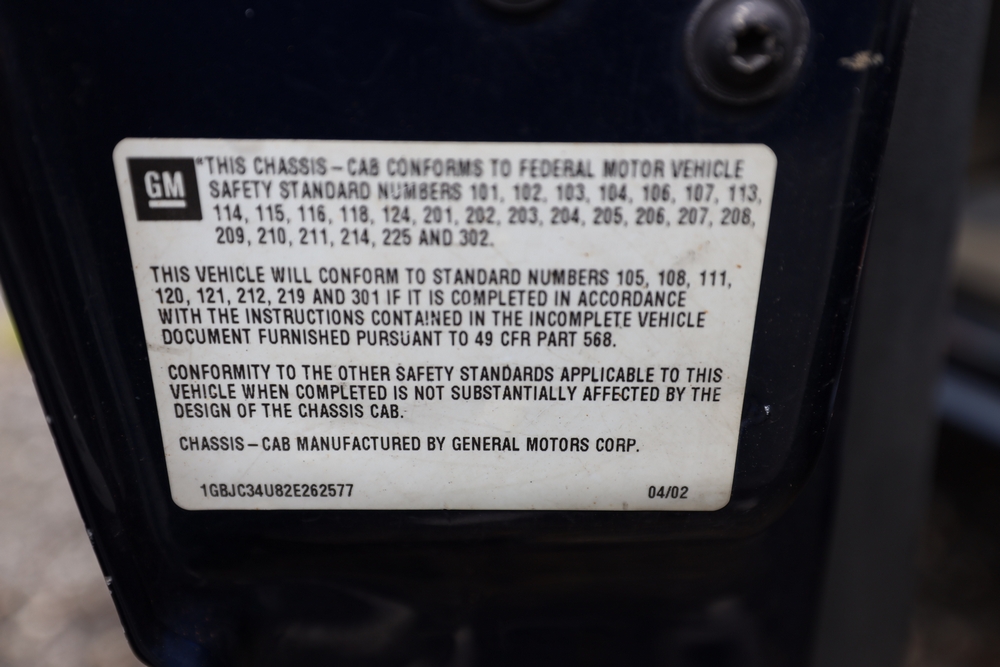 GM
"THIS CHASSIS – CAB CONFORMS TO FEDERAL MOTOR VEHICLE
SAFETY STANDARD NUMBERS 101, 102, 103, 104, 106, 107, 113,
114, 115, 116, 118, 124, 201, 202, 203, 204, 205, 206, 207, 208,
209, 210, 211, 214, 225 AND 302.
THIS VEHICLE WILL CONFORM TO STANDARD NUMBERS 105, 108, 111,
120, 121, 212, 219 AND 301 IF IT IS COMPLETED IN ACCORDANCE
WITH THE INSTRUCTIONS CONTAINED IN THE INCOMPLETE VEHICLE
DOCUMENT FURNISHED PURSUANT TO 49 CFR PART 568.
CONFORMITY TO THE OTHER SAFETY STANDARDS APPLICABLE TO THIS
VEHICLE WHEN COMPLETED IS NOT SUBSTANTIALLY AFFECTED BY THE
DESIGN OF THE CHASSIS CAB.
CHASSIS – CAB MANUFACTURED BY GENERAL MOTORS CORP.
1GBJC34U82E262577 04/02